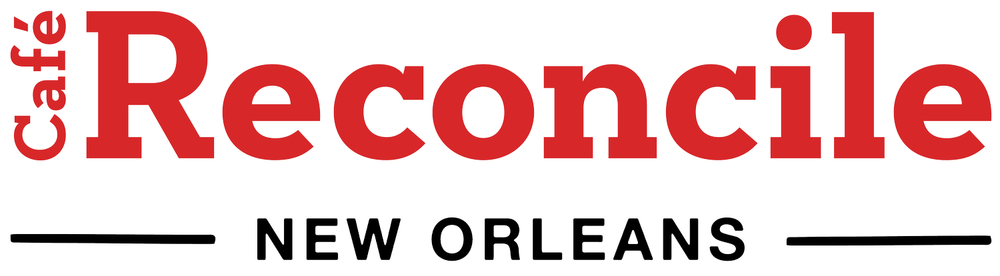 Café
Reconcile
NEW ORLEANS